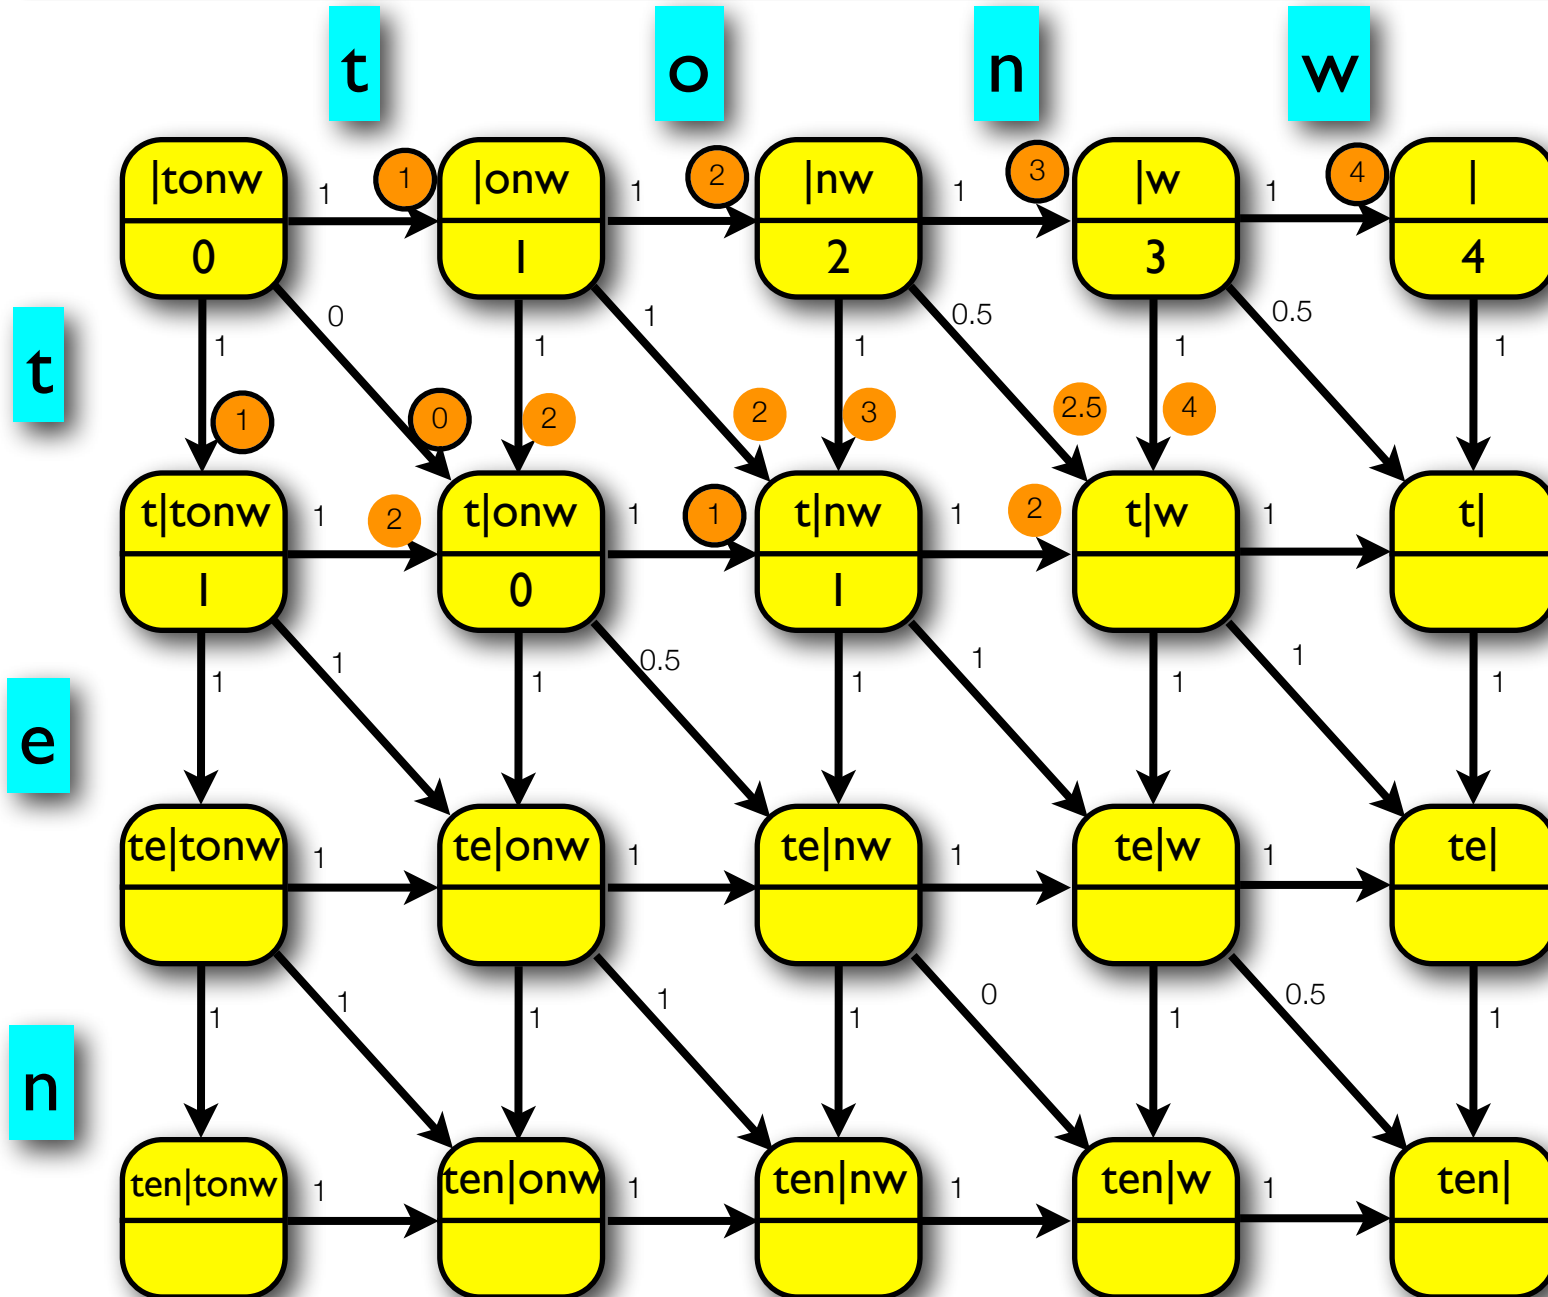 t o n w
|tonw 1 1 |onw 1 2 |nw 1 3 |w 1 4 |
0 1 2 3 4
t 1 0 1 1 1 0.5 1 0.5 1
1 0 2 2 3 2.5 4
t|tonw 1 2 t|onw 1 1 t|nw 1 2 t|w 1 t|
1 0 1
e 1 1 1 0.5 1 1 1 1 1
te|tonw 1 te|onw 1 te|nw 1 te|w 1 te|
n 1 1 1 1 1 0 1 0.5 1
ten|tonw 1 ten|onw 1 ten|nw 1 ten|w 1 ten|